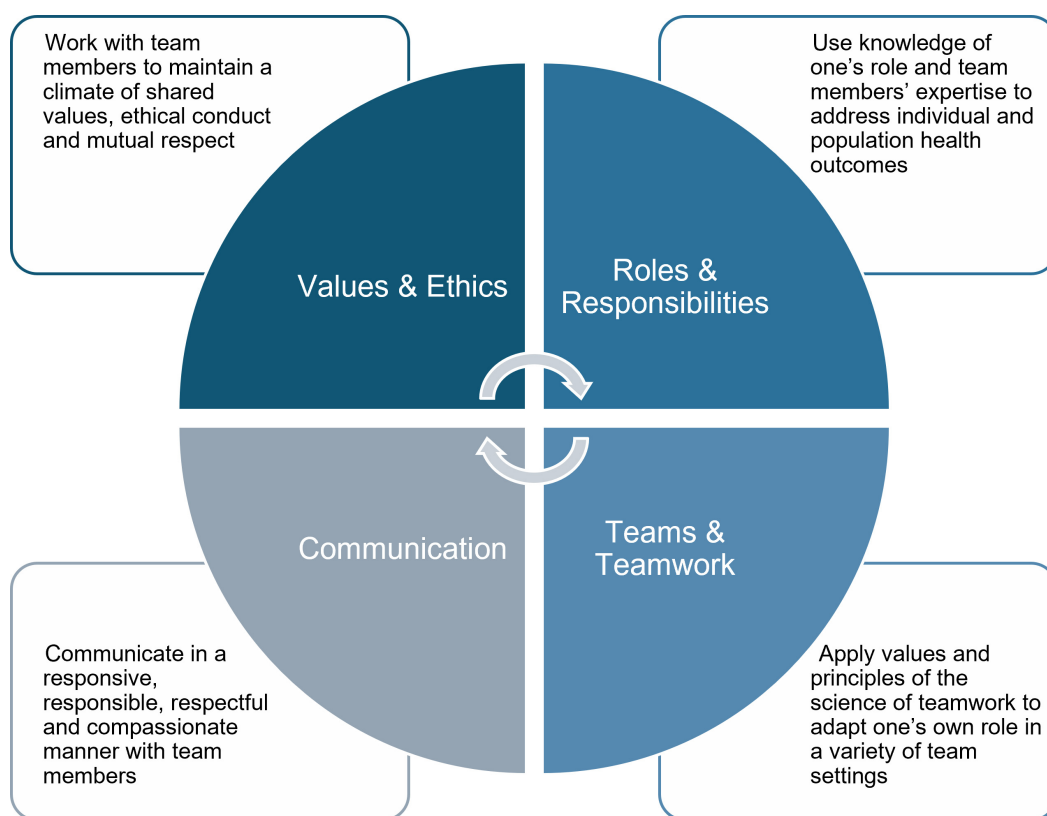 Work with team
members to maintain a
climate of shared
values, ethical conduct
and mutual respect
Use knowledge of
one’s role and team
members’ expertise to
address individual and
population health
outcomes
Values & Ethics
Roles &
Responsibilities
Communication
Teams &
Teamwork
Communicate in a
responsive,
responsible, respectful
and compassionate
manner with team
members
Apply values and
principles of the
science of teamwork to
adapt one’s own role in
a variety of team
settings